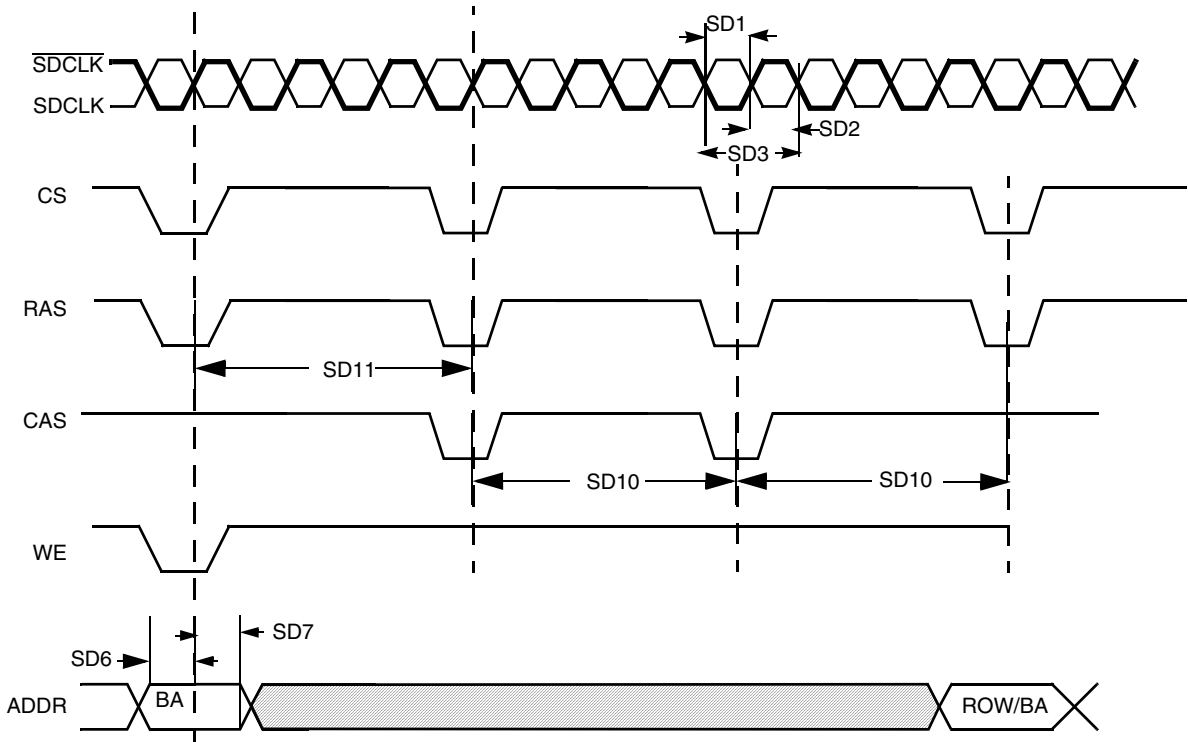 SD1
SDCLK
SDCLK
SD2
SD3
CS
RAS
SD11
CAS
SD10
SD10
WE
SD7
SD6
ADDR
BA
ROW/BA